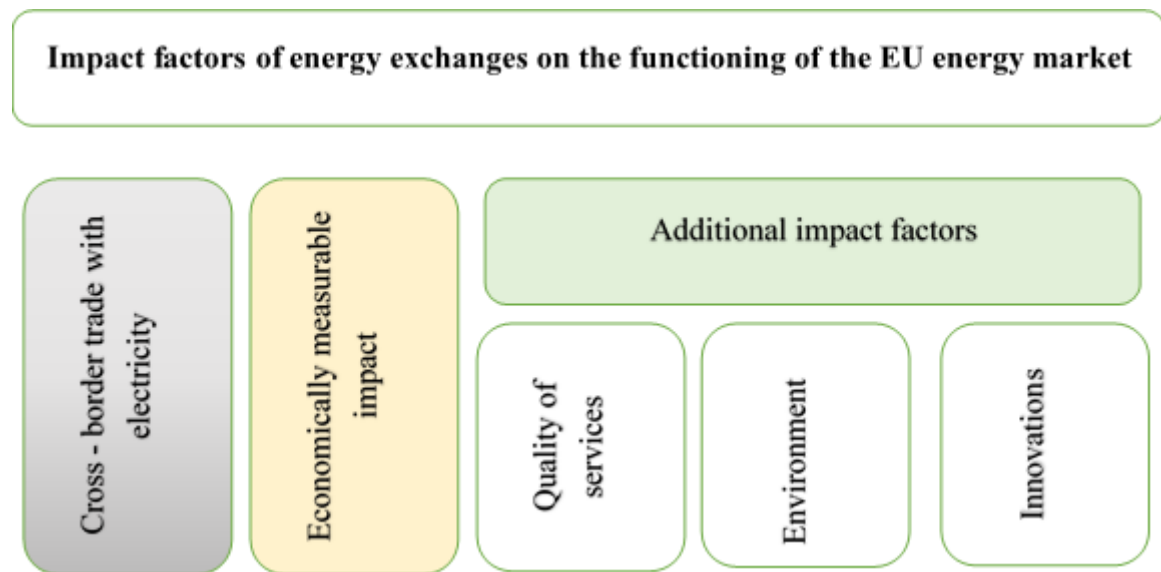 Impact factors of energy exchanges on the functioning of the EU energy market
Cross - border trade with
electricity
Economically measurable
impact
Additional impact factors
Quality of
services
Environment
Innovations